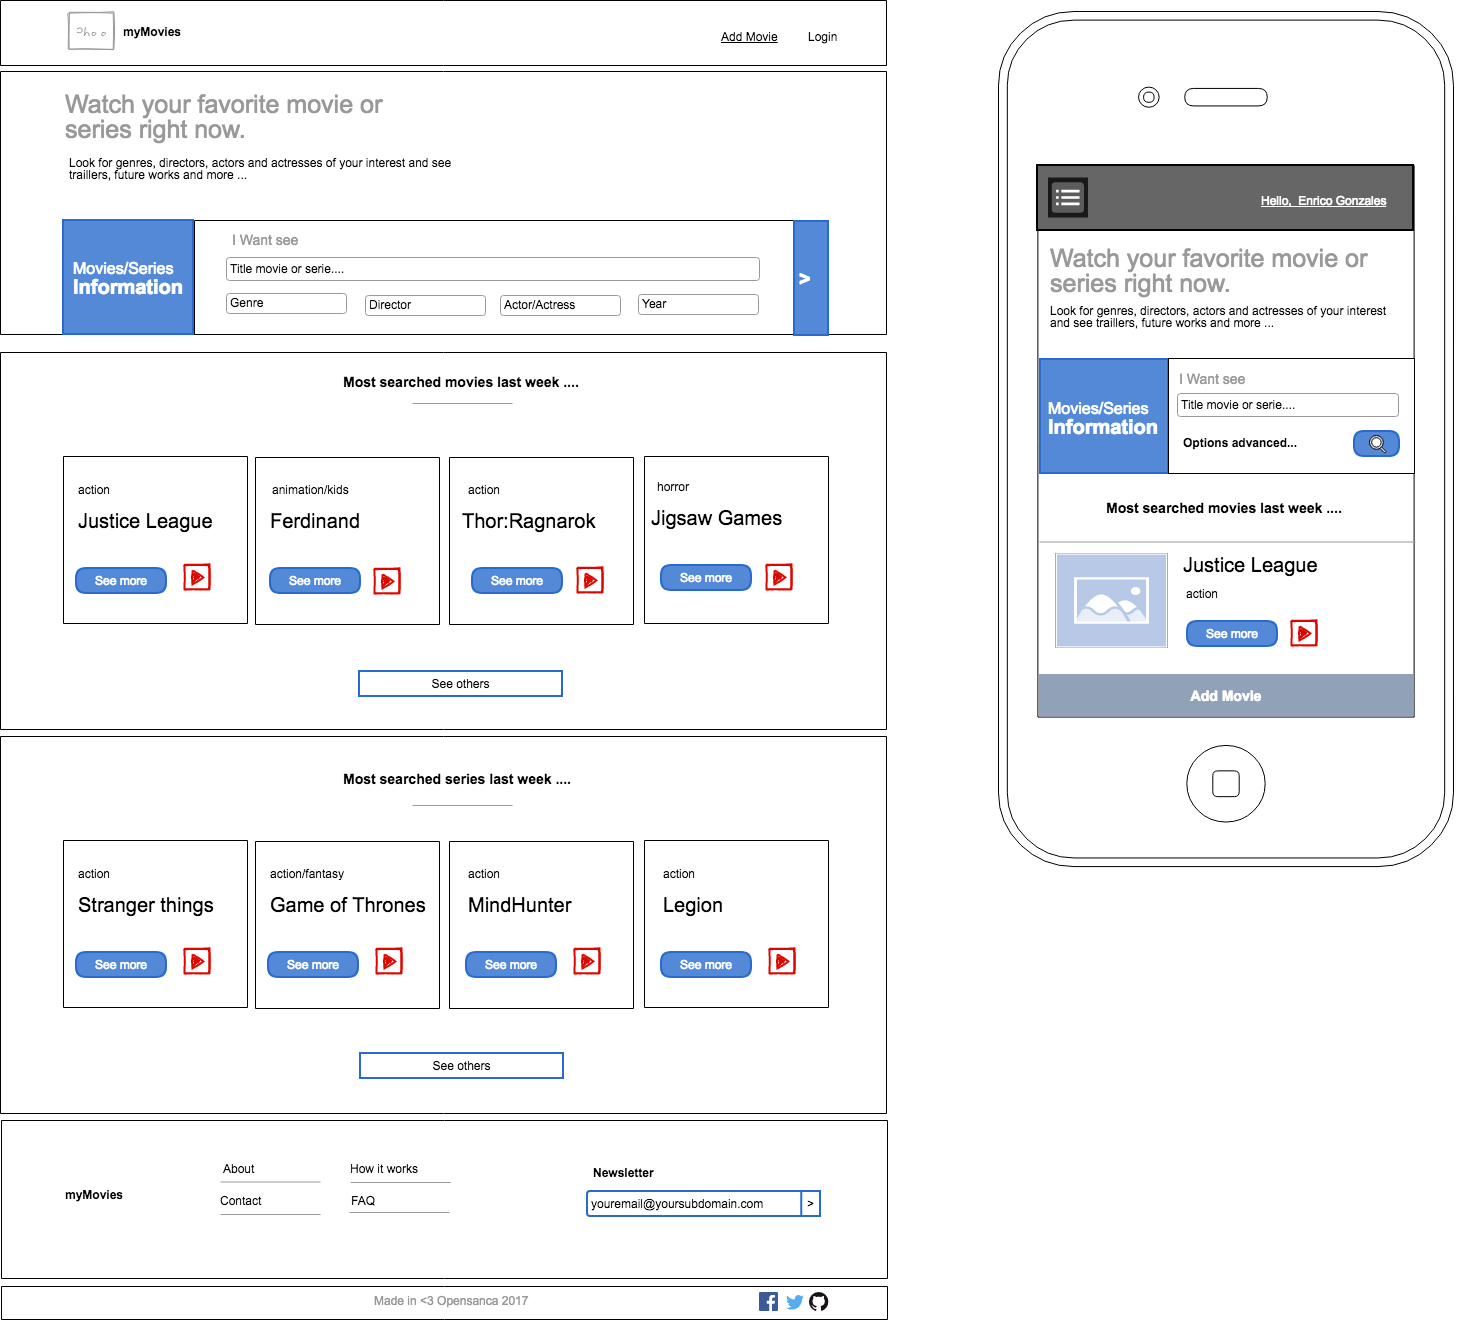 myMovies
Add Movie
Login
Watch your favorite movie or
series right now.
Look for genres, directors, actors and actresses of your interest and see
traillers, future works and more ...
Movies/Series
Information
I Want see
Title movie or serie....
Genre
Director
Actor/Actress
Year
>
Most searched movies last week ....
action
Justice League
See more
animation/kids
Ferdinand
See more
action
Thor:Ragnarok
See more
horror
Jigsaw Games
See more
See others
Most searched series last week ....
action
Stranger things
See more
action/fantasy
Game of Thrones
See more
action
MindHunter
See more
action
Legion
See more
See others
myMovies
About
How it works
Contact
FAQ
Newsletter
youremail@yoursubdomain.com
>
Made in <3 Opensanca 2017
Hello,  Enrico Gonzales
Watch your favorite movie or
series right now.
Look for genres, directors, actors and actresses of your interest
and see traillers, future works and more ...
Movies/Series
Information
I Want see
Title movie or serie....
Options advanced...
Most searched movies last week ....
Justice League
action
See more
Add Movie